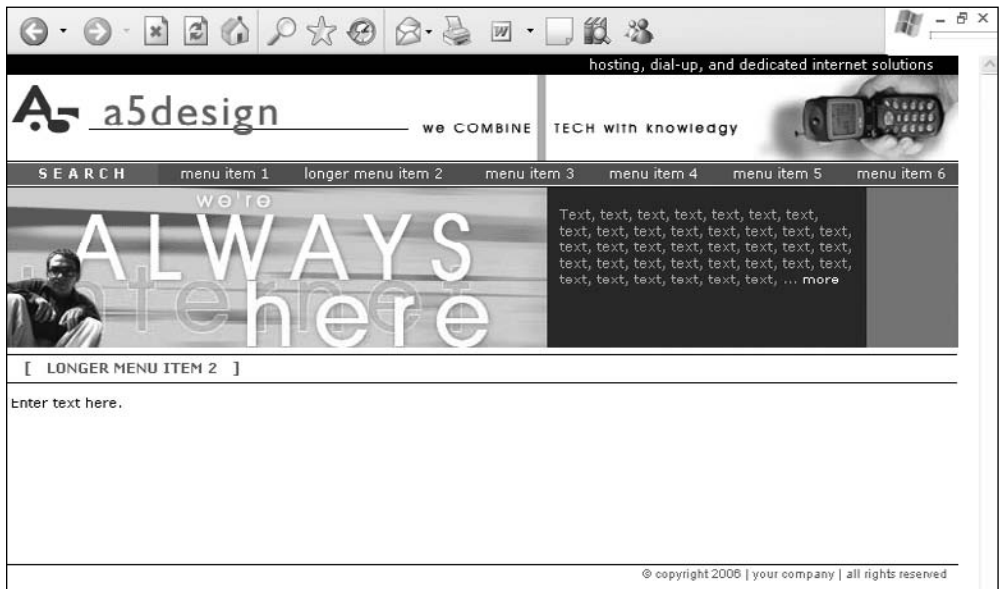 W
hosting, dial-up, and dedicated internet solutions
A5 a5design
we COMBINE TECH with knowledgy
SEARCH menu item 1 longer menu item 2 menu item 3 menu item 4 menu item 5 menu item 6
we're
ALWAYS
internet
here
Text, text, text, text, text, text, text,
text, text, text, text, text, text, text, text,
text, text, text, text, text, text, text, text,
text, text, text, text, text, text, text, text,
text, text, text, text, text, text, ... more
[ LONGER MENU ITEM 2 ]
Enter text here.
© copyright 2006 | your company | all rights reserved